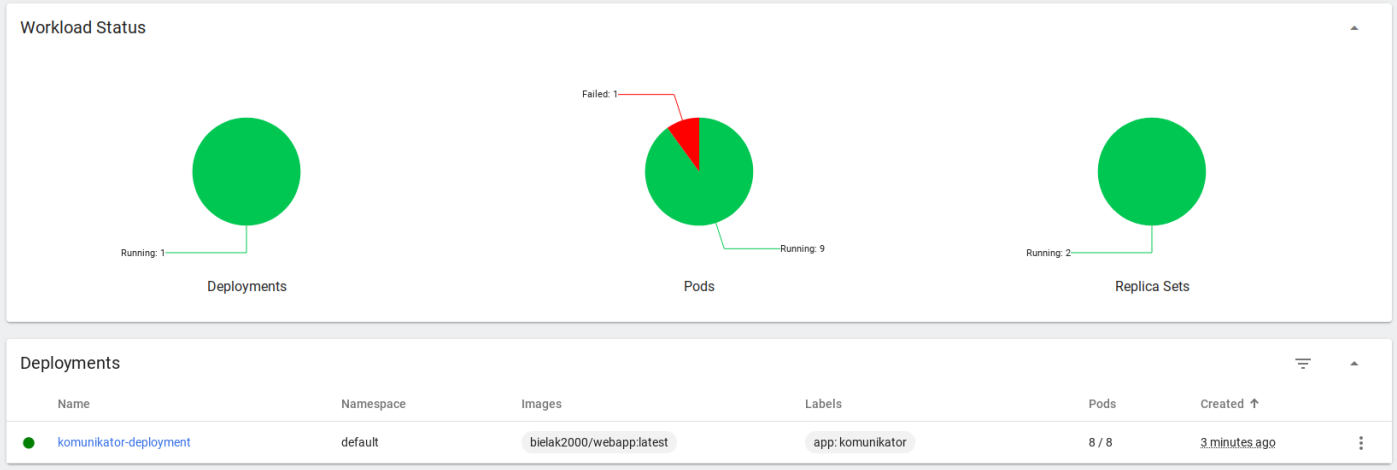 Workload Status
Failed: 1
Running: 1
Running: 9
Running: 2
Deployments
Pods
Replica Sets
Deployments
Name Namespace Images Labels Pods Created
komunikator-deployment default bielak2000/webapp:latest app: komunikator 8 / 8 3 minutes ago